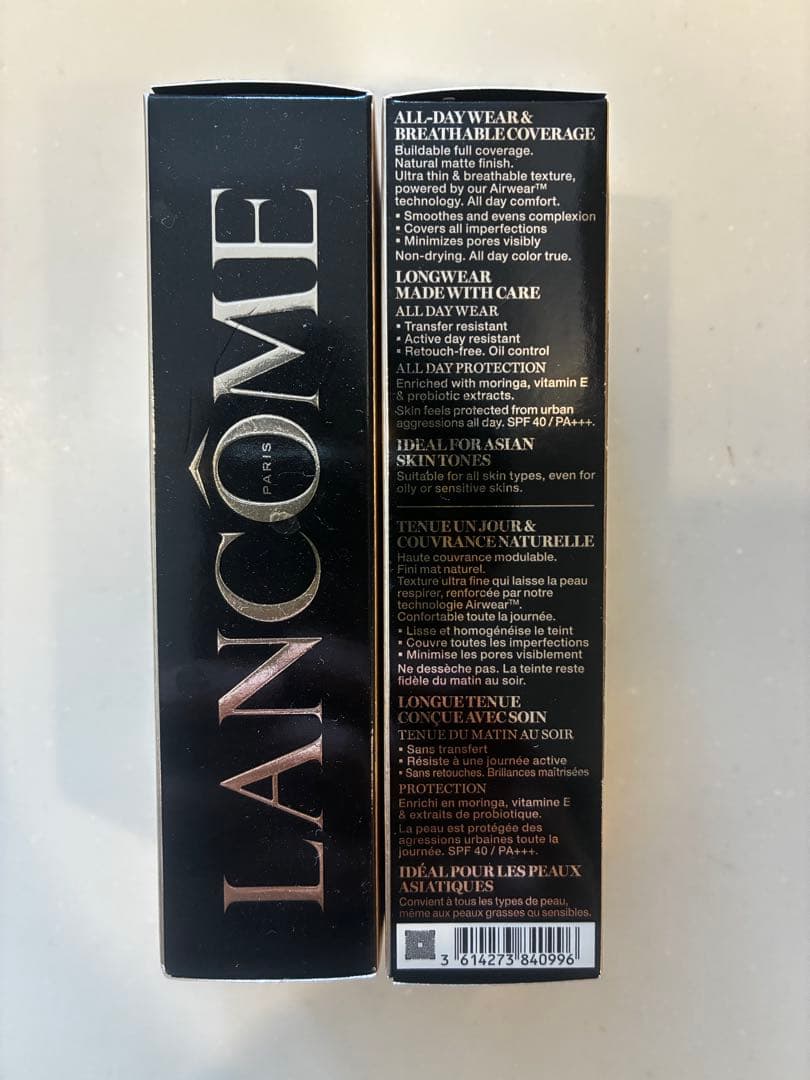 LANCÔME
PARIS
ALL-DAY WEAR &
BREATHABLE COVERAGE
Buildable full coverage.
Natural matte finish.
Ultra thin & breathable texture,
powered by our Airwear™
technology. All day comfort.
▪ Smoothes and evens complexion
▪ Covers all imperfections
▪ Minimizes pores visibly
Non-drying. All day color true.
LONGWEAR
MADE WITH CARE
ALL DAY WEAR
▪ Transfer resistant
▪ Active day resistant
▪ Retouch-free. Oil control
ALL DAY PROTECTION
Enriched with moringa, vitamin E
& probiotic extracts.
Skin feels protected from urban
aggressions all day. SPF 40 / PA+++.
IDEAL FOR ASIAN
SKIN TONES
Suitable for all skin types, even for
oily or sensitive skins.
TENUE UN JOUR &
COUVRANCE NATURELLE
Haute couvrance modulable.
Fini mat naturel.
Texture ultra fine qui laisse la peau
respirer, renforcée par notre
technologie Airwear™.
Confortable toute la journée.
▪ Lisse et homogénéise le teint
▪ Couvre toutes les imperfections
▪ Minimise les pores visiblement
Ne dessèche pas. La teinte reste
fidèle du matin au soir.
LONGUE TENUE
CONÇUE AVEC SOIN
TENUE DU MATIN AU SOIR
▪ Sans transfert
▪ Résiste à une journée active
▪ Sans retouches. Brillances maîtrisées
PROTECTION
Enrichi en moringa, vitamine E
& extraits de probiotique.
La peau est protégée des
agressions urbaines toute la
journée. SPF 40 / PA+++.
IDÉAL POUR LES PEAUX
ASIATIQUES
Convient à tous les types de peau,
même aux peaux grasses ou sensibles.
3 614273 840996